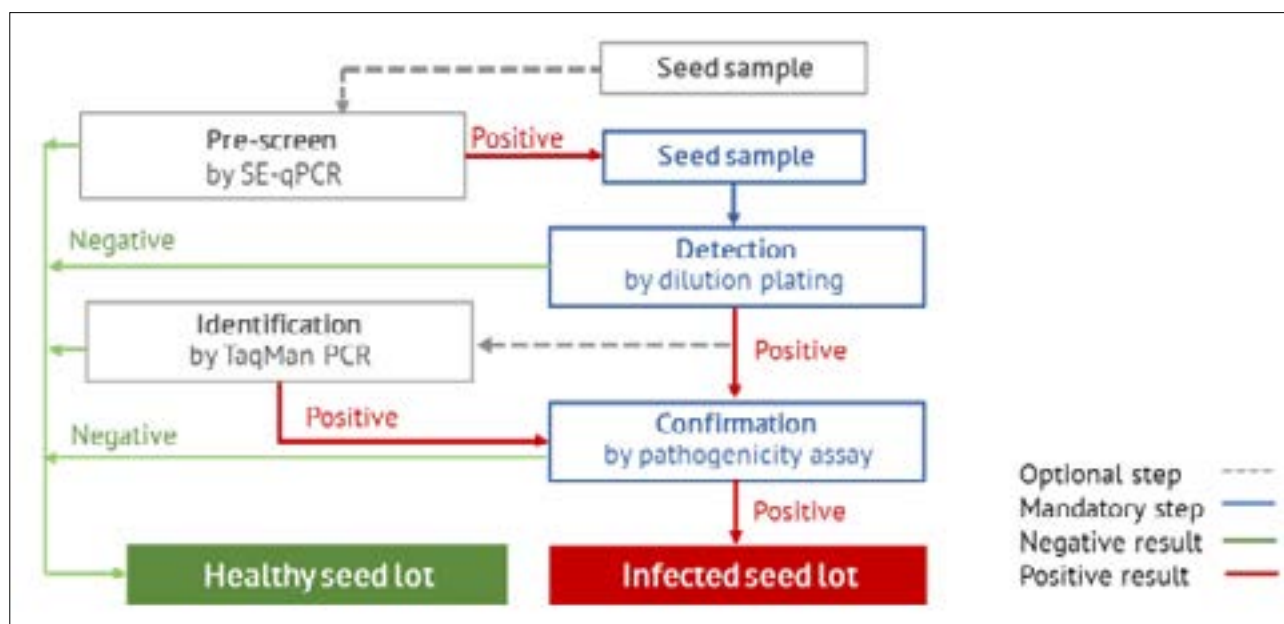 Seed sample
Pre-screen
by SE-qPCR
Positive
Seed sample
Negative
Detection
by dilution plating
Identification
by TaqMan PCR
Positive
Positive
Negative
Confirmation
by pathogenicity assay
Positive
Healthy seed lot
Infected seed lot
Optional step
Mandatory step
Negative result
Positive result